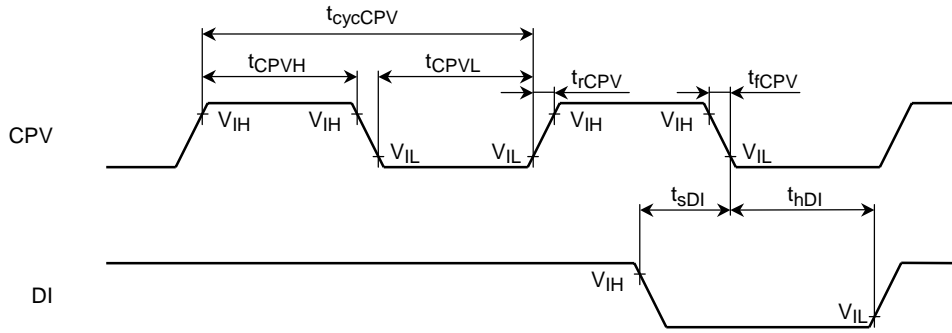 tcycCPV
tCPVH
tCPVL
trCPV
tfCPV
CPV
VIH
VIH
VIL
VIL
VIH
VIH
VIL
tsDI
thDI
DI
VIH
VIL